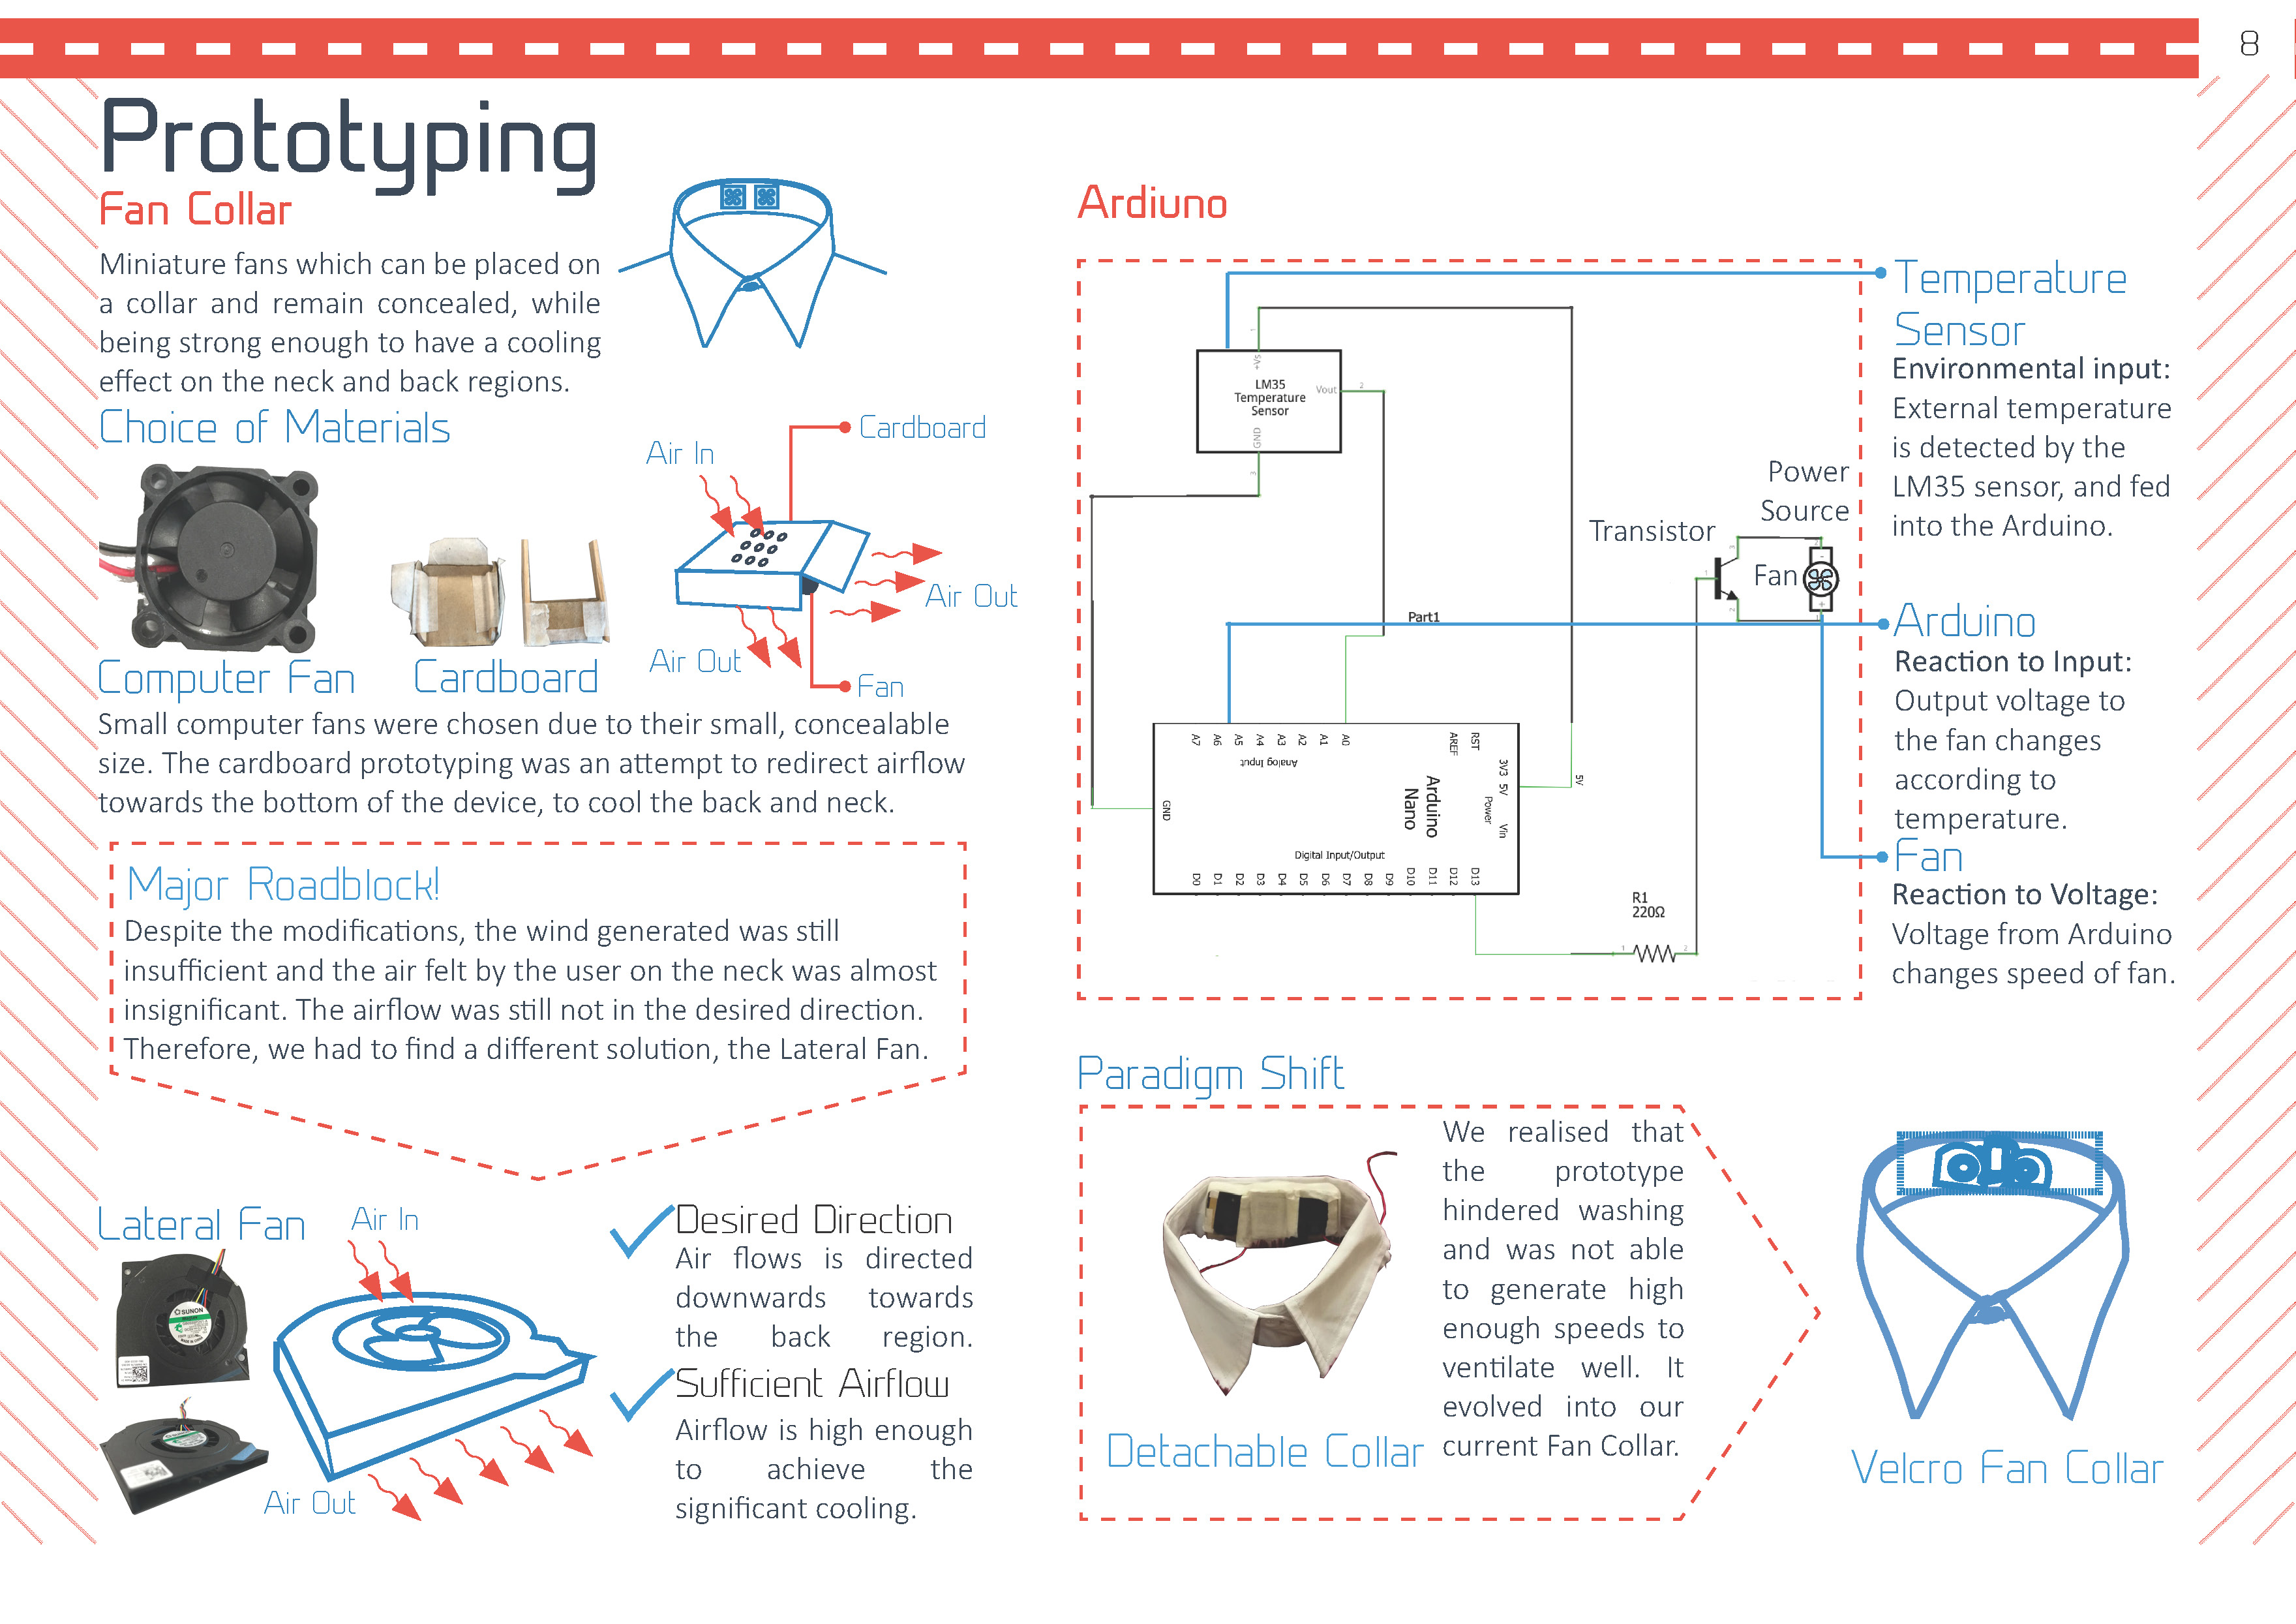 8
Prototyping
Fan Collar
Miniature fans which can be placed on
a collar and remain concealed, while
being strong enough to have a cooling
effect on the neck and back regions.
Choice of Materials
Cardboard
Air In
Air Out
Air Out
Fan
Computer Fan
Cardboard
Small computer fans were chosen due to their small, concealable
size. The cardboard prototyping was an attempt to redirect airflow
towards the bottom of the device, to cool the back and neck.
Major Roadblock!
Despite the modifications, the wind generated was still
insufficient and the air felt by the user on the neck was almost
insignificant. The airflow was still not in the desired direction.
Therefore, we had to find a different solution, the Lateral Fan.
Lateral Fan
Air In
SUNON
Air Out
Desired Direction
Air flows is directed
downwards towards
the back region.
Sufficient Airflow
Airflow is high enough
to achieve the
significant cooling.
Ardiuno
1
+VS
LM35
Temperature
Sensor
Vout
2
GND
3
Power
Source
Transistor
Fan
1
3
2
Part1
A7 A6 A5 A4 A3 A2 A1 A0
AREF
RST
Analog Input
3V3
5V
Power
Vin
5V
GND
Arduino
Nano
Digital Input/Output
D0 D1 D2 D3 D4 D5 D6 D7 D8 D9 D10 D11 D12 D13
R1
220Ω
1
2
Temperature
Sensor
Environmental input:
External temperature
is detected by the
LM35 sensor, and fed
into the Arduino.
Arduino
Reaction to Input:
Output voltage to
the fan changes
according to
temperature.
Fan
Reaction to Voltage:
Voltage from Arduino
changes speed of fan.
Paradigm Shift
We realised that
the prototype
hindered washing
and was not able
to generate high
enough speeds to
ventilate well. It
evolved into our
current Fan Collar.
Detachable Collar
Velcro Fan Collar